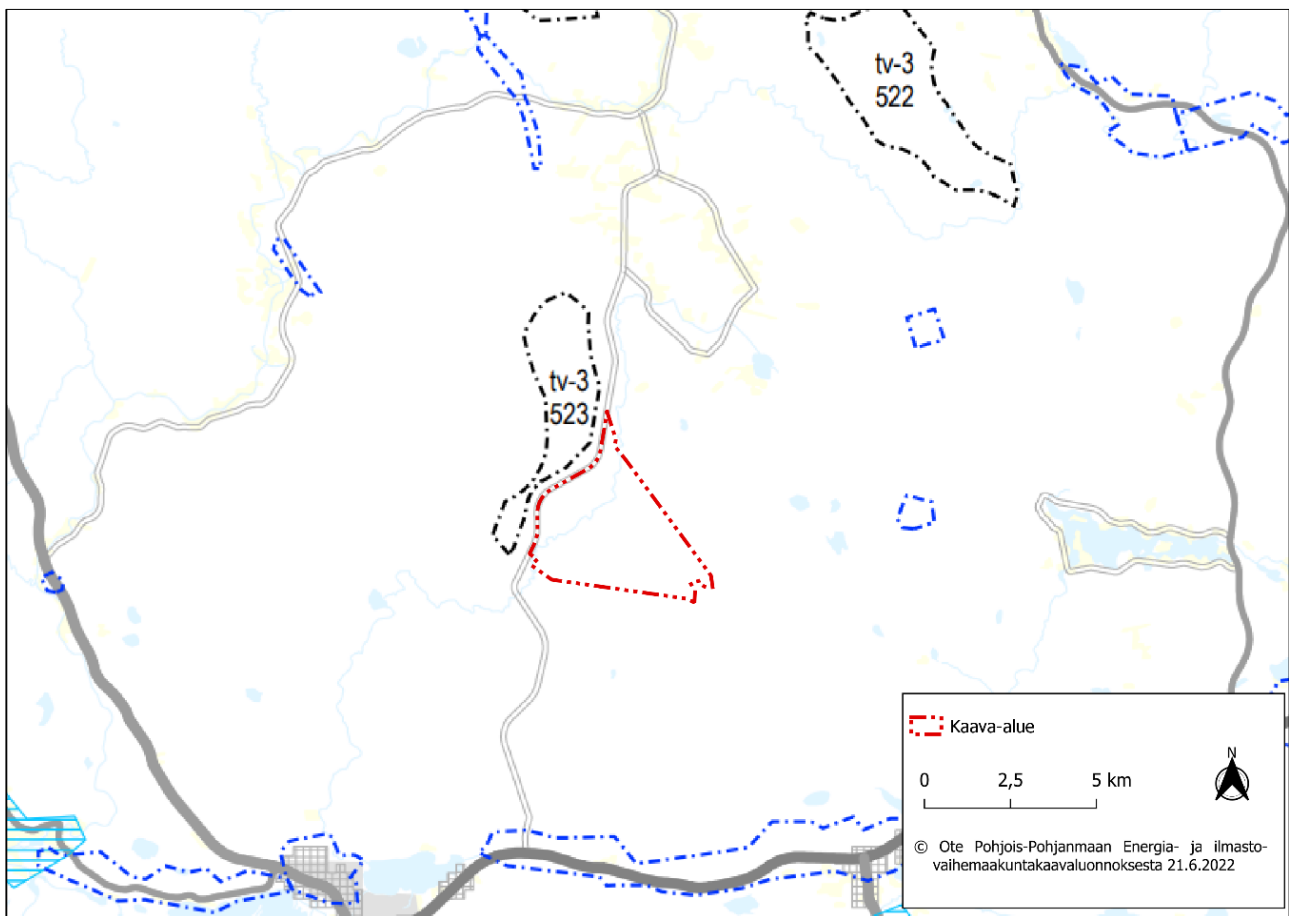 tv-3
522
tv-3
523
Kaava-alue
N
0 2,5 5 km
© Ote Pohjois-Pohjanmaan Energia- ja ilmasto-
vaihemaakuntakaavaluonnoksesta 21.6.2022